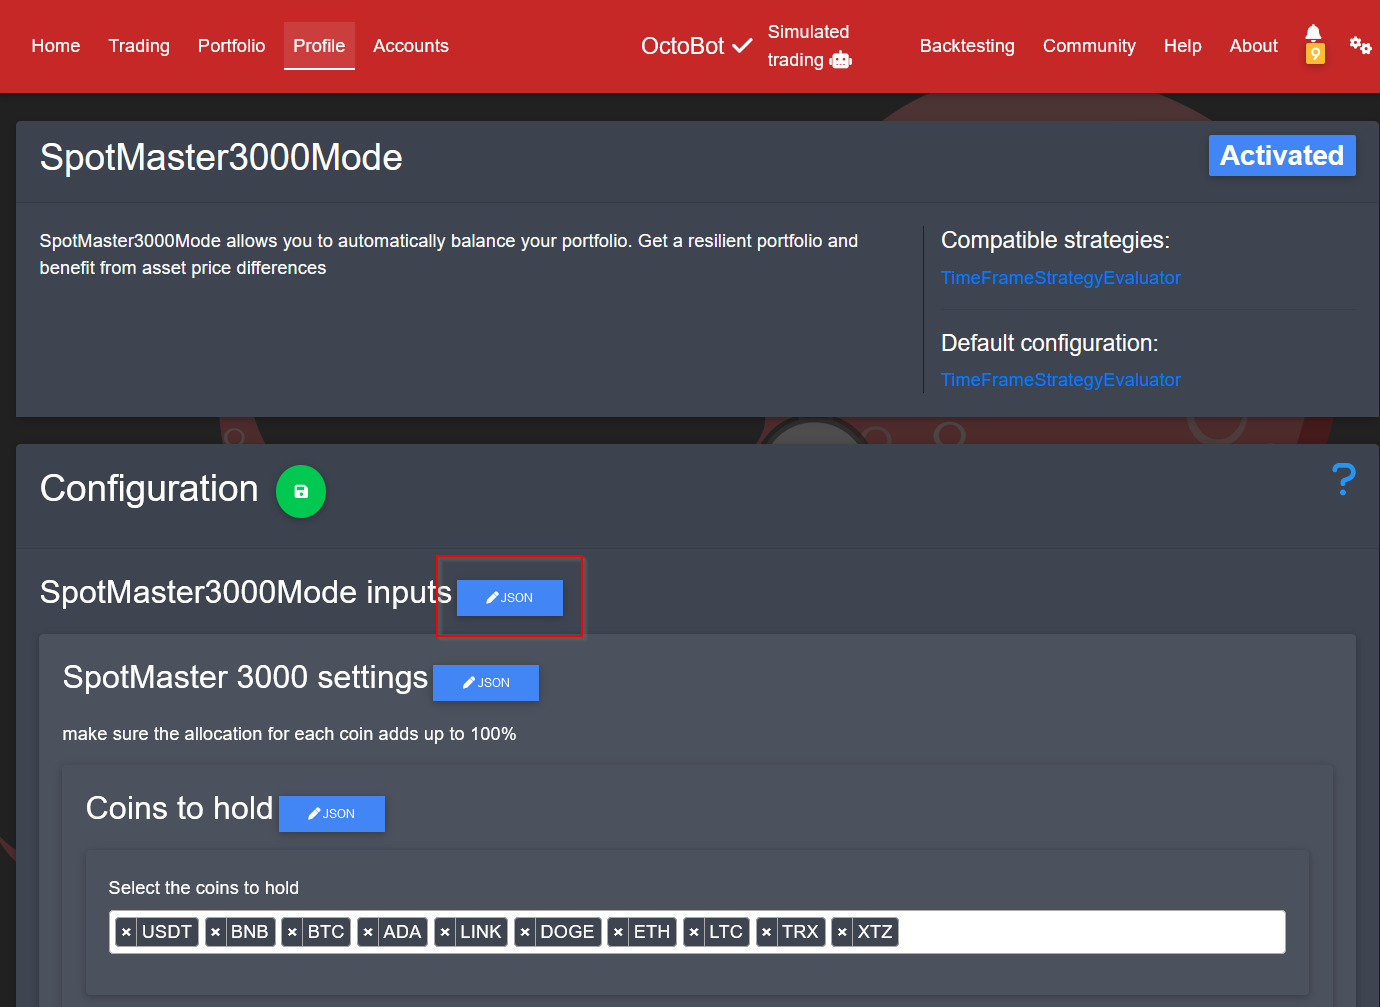 Home Trading Portfolio Profile Accounts OctoBot Simulated trading Backtesting Community Help About 9
SpotMaster3000Mode
Activated
SpotMaster3000Mode allows you to automatically balance your portfolio. Get a resilient portfolio and
benefit from asset price differences
Compatible strategies:
TimeFrameStrategyEvaluator
Default configuration:
TimeFrameStrategyEvaluator
Configuration
?
SpotMaster3000Mode inputs JSON
SpotMaster 3000 settings JSON
make sure the allocation for each coin adds up to 100%
Coins to hold JSON
Select the coins to hold
× USDT × BNB × BTC × ADA × LINK × DOGE × ETH × LTC × TRX × XTZ